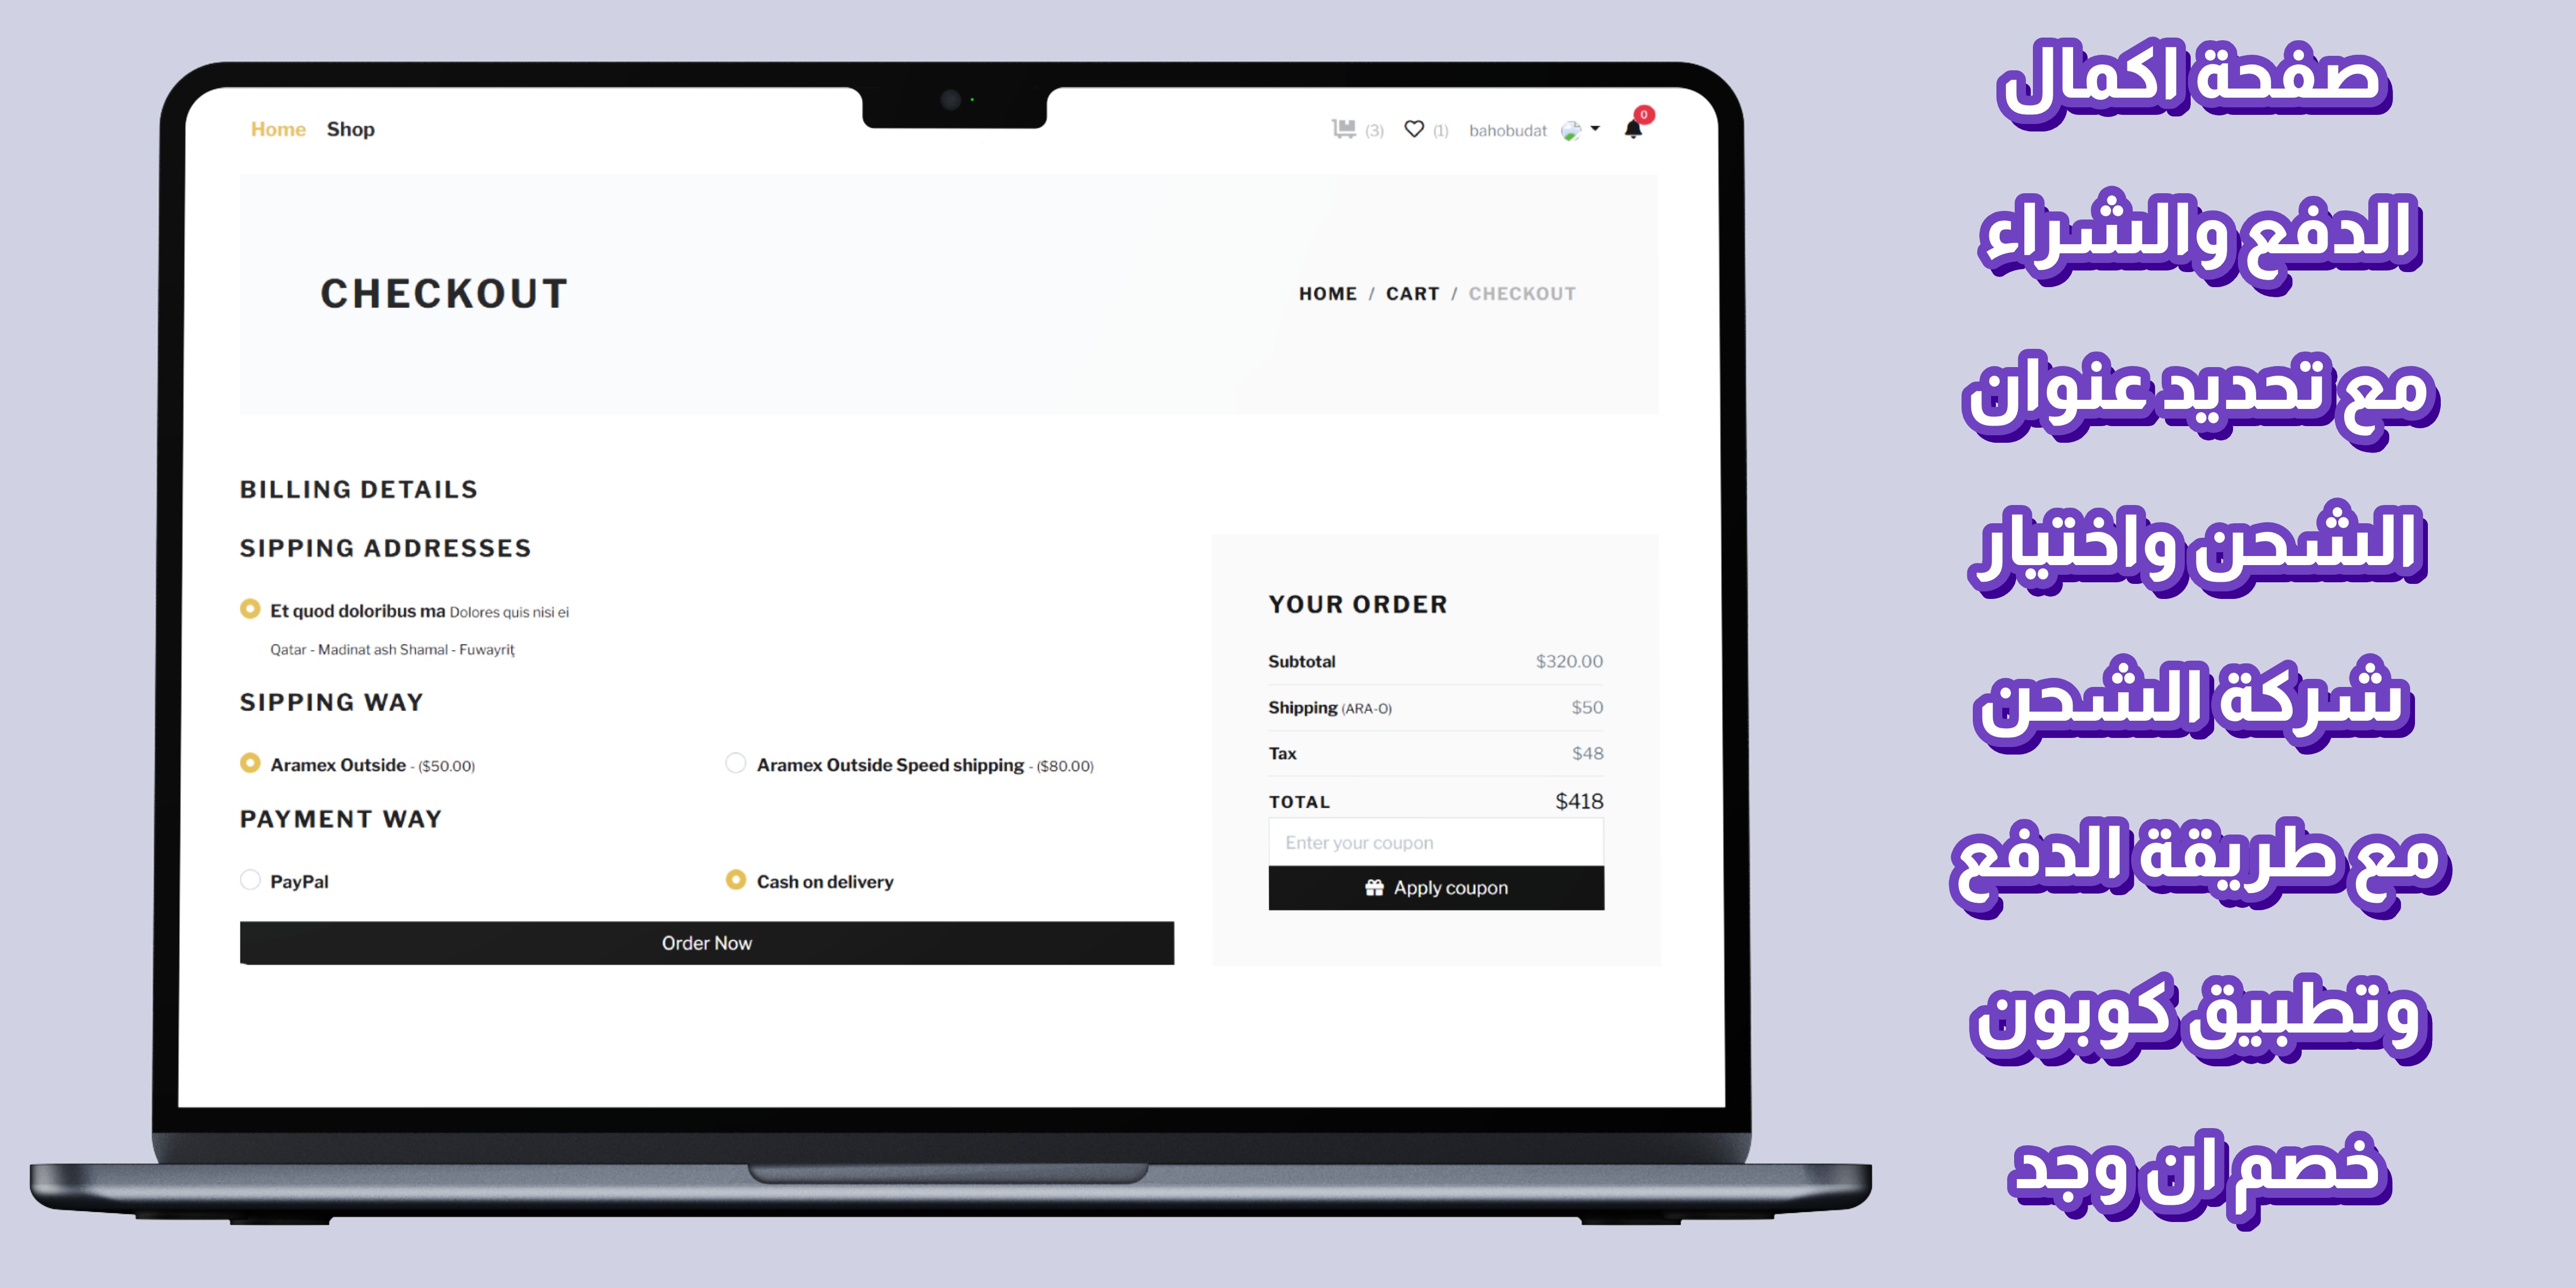 Home Shop (3) (1) bahobudat 0
CHECKOUT
HOME / CART / CHECKOUT
BILLING DETAILS
SIPPING ADDRESSES
Et quod doloribus ma Dolores quis nisi ei
Qatar - Madinat ash Shamal - Fuwayriţ
SIPPING WAY
Aramex Outside - ($50.00)
Aramex Outside Speed shipping - ($80.00)
PAYMENT WAY
PayPal
Cash on delivery
Order Now
YOUR ORDER
Subtotal $320.00
Shipping (ARA-O) $50
Tax $48
TOTAL $418
Enter your coupon
Apply coupon
صفحة اكمال
الدفع والشراء
مع تحديد عنوان
الشحن واختيار
شركة الشحن
مع طريقة الدفع
وتطبيق كوبون
خصم ان وجد